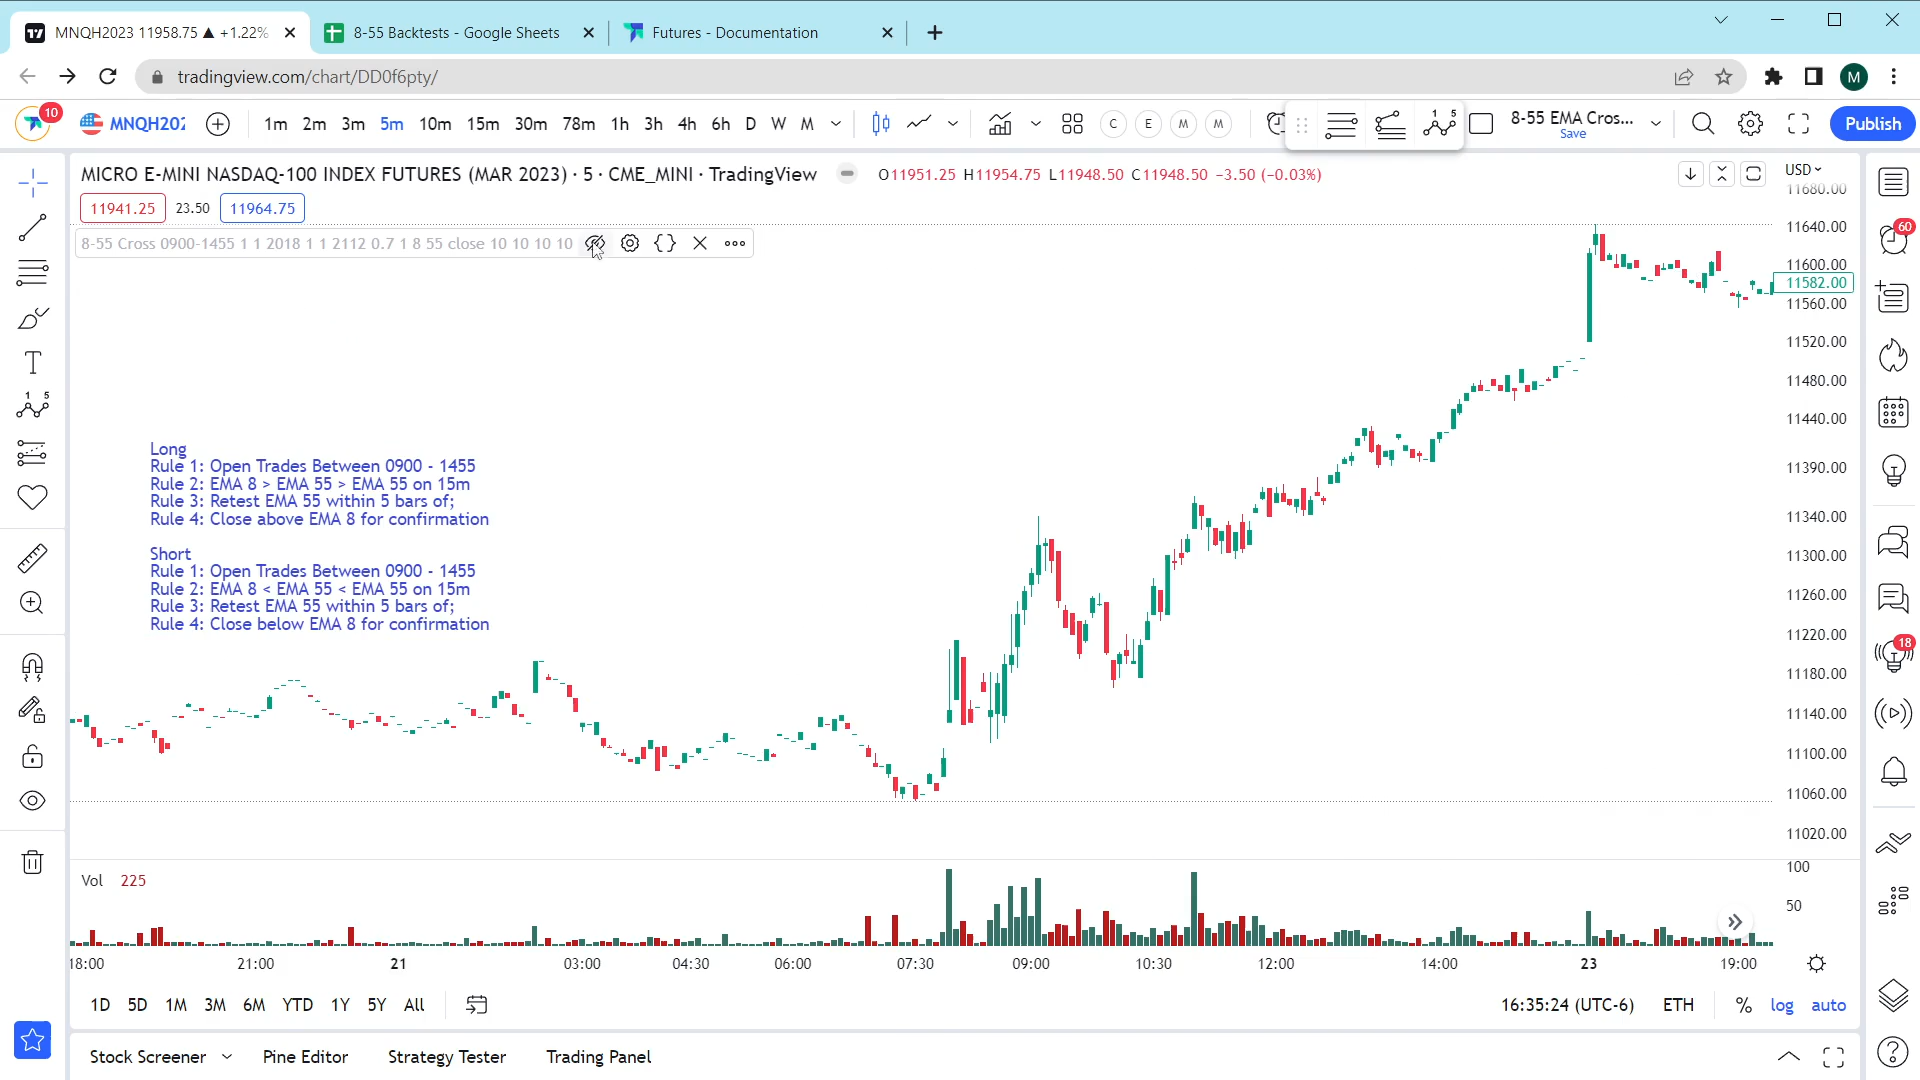 MNQH2023 11958.75 ▲ +1.22%
8-55 Backtests - Google Sheets
Futures - Documentation
tradingview.com/chart/DD0f6pty/
M
10
MNQH202
1m 2m 3m 5m 10m 15m 30m 78m 1h 3h 4h 6h D W M
C E M M
8-55 EMA Cros...
Save
Publish
MICRO E-MINI NASDAQ-100 INDEX FUTURES (MAR 2023) · 5 · CME_MINI · TradingView
O11951.25 H11954.75 L11948.50 C11948.50 −3.50 (−0.03%)
USD
11941.25 23.50 11964.75
8-55 Cross 0900-1455 1 1 2018 1 1 2112 0.7 1 8 55 close 10 10 10 10
11680.00
11640.00
11600.00
11582.00
11560.00
11520.00
11480.00
11440.00
11390.00
11340.00
11300.00
11260.00
11220.00
11180.00
11140.00
11100.00
11060.00
11020.00
60
18
Long
Rule 1: Open Trades Between 0900 - 1455
Rule 2: EMA 8 > EMA 55 > EMA 55 on 15m
Rule 3: Retest EMA 55 within 5 bars of;
Rule 4: Close above EMA 8 for confirmation
Short
Rule 1: Open Trades Between 0900 - 1455
Rule 2: EMA 8 < EMA 55 < EMA 55 on 15m
Rule 3: Retest EMA 55 within 5 bars of;
Rule 4: Close below EMA 8 for confirmation
Vol 225
100
50
18:00 21:00 21 03:00 04:30 06:00 07:30 09:00 10:30 12:00 14:00 23 19:00
1D 5D 1M 3M 6M YTD 1Y 5Y All
16:35:24 (UTC-6) ETH % log auto
Stock Screener Pine Editor Strategy Tester Trading Panel